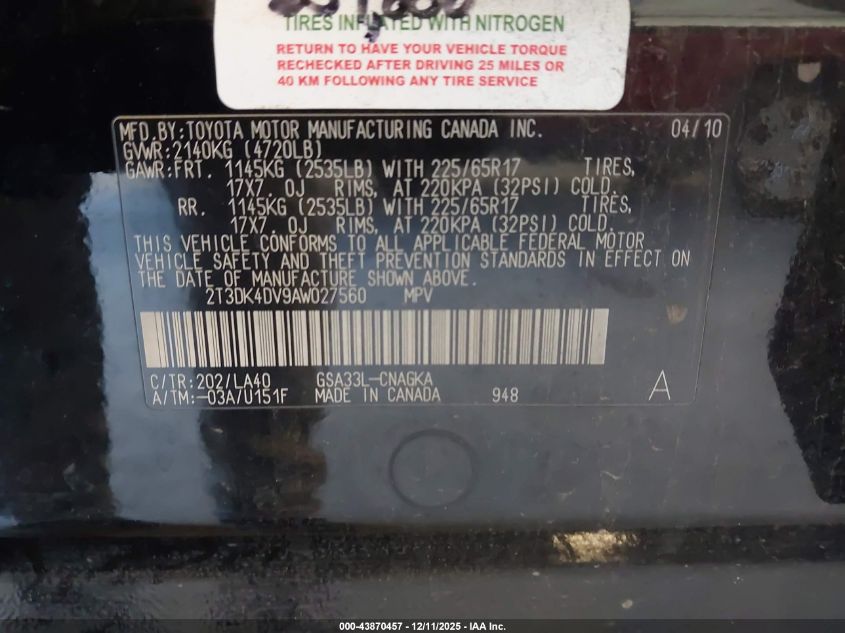 TIRES INFLATED WITH NITROGEN
RETURN TO HAVE YOUR VEHICLE TORQUE
RECHECKED AFTER DRIVING 25 MILES OR
40 KM FOLLOWING ANY TIRE SERVICE
MFD.BY:TOYOTA MOTOR MANUFACTURING CANADA INC. 04/10
GVWR:2140KG (4720LB)
GAWR:FRT. 1145KG (2535LB) WITH 225/65R17 TIRES,
17X7.0J RIMS, AT 220KPA (32PSI) COLD.
RR. 1145KG (2535LB) WITH 225/65R17 TIRES,
17X7.0J RIMS, AT 220KPA (32PSI) COLD.
THIS VEHICLE CONFORMS TO ALL APPLICABLE FEDERAL MOTOR
VEHICLE SAFETY AND THEFT PREVENTION STANDARDS IN EFFECT ON
THE DATE OF MANUFACTURE SHOWN ABOVE.
2T3DK4DV9AW027560 MPV
C/TR:202/LA40 GSA33L-CNAGKA
A/TM:-03A/U151F MADE IN CANADA 948 A
000-43870457 - 12/11/2025 - IAA Inc.